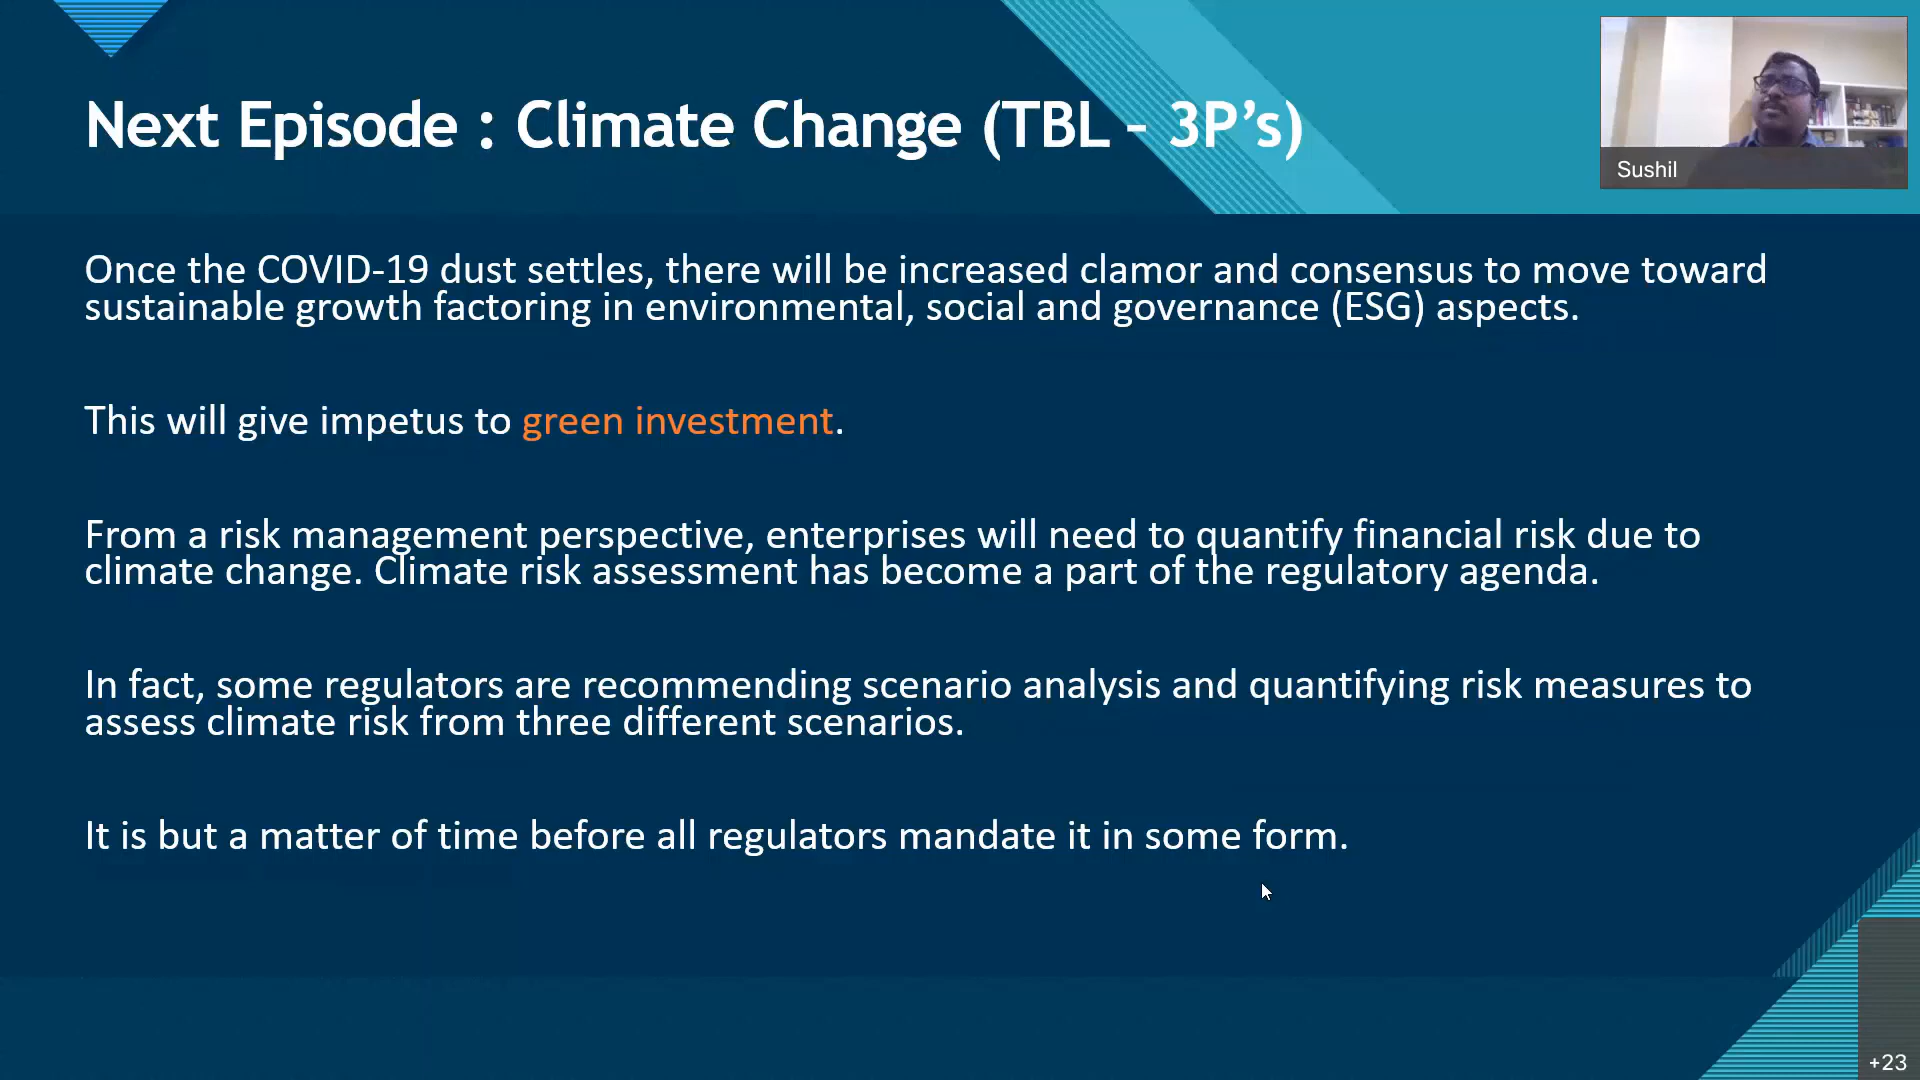 Next Episode : Climate Change (TBL - 3P’s)
Sushil
Once the COVID-19 dust settles, there will be increased clamor and consensus to move toward
sustainable growth factoring in environmental, social and governance (ESG) aspects.
This will give impetus to green investment.
From a risk management perspective, enterprises will need to quantify financial risk due to
climate change. Climate risk assessment has become a part of the regulatory agenda.
In fact, some regulators are recommending scenario analysis and quantifying risk measures to
assess climate risk from three different scenarios.
It is but a matter of time before all regulators mandate it in some form.
+23